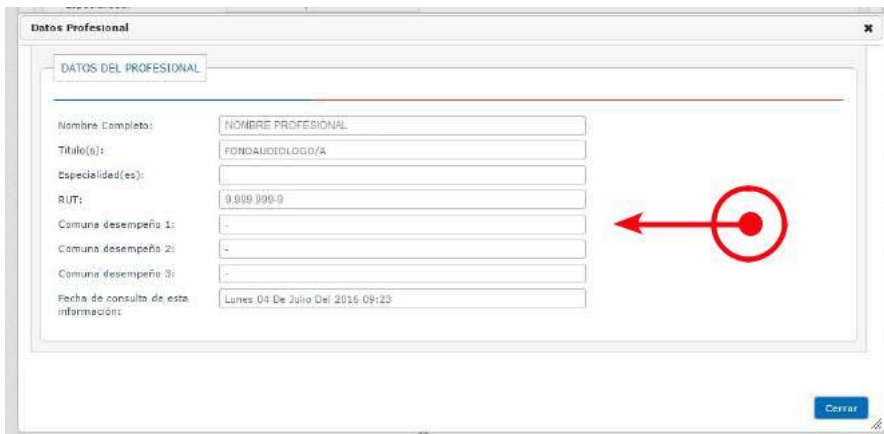 Datos Profesional
DATOS DEL PROFESIONAL
Nombre Completo: NOMBRE PROFESIONAL
Título(s): FONOAUDIOLOGO/A
Especialidad(es):
RUT: 9.999.999-9
Comuna desempeño 1: -
Comuna desempeño 2: -
Comuna desempeño 3: -
Fecha de consulta de esta Lunes 04 De Julio Del 2016 09:23
información:
Cerrar